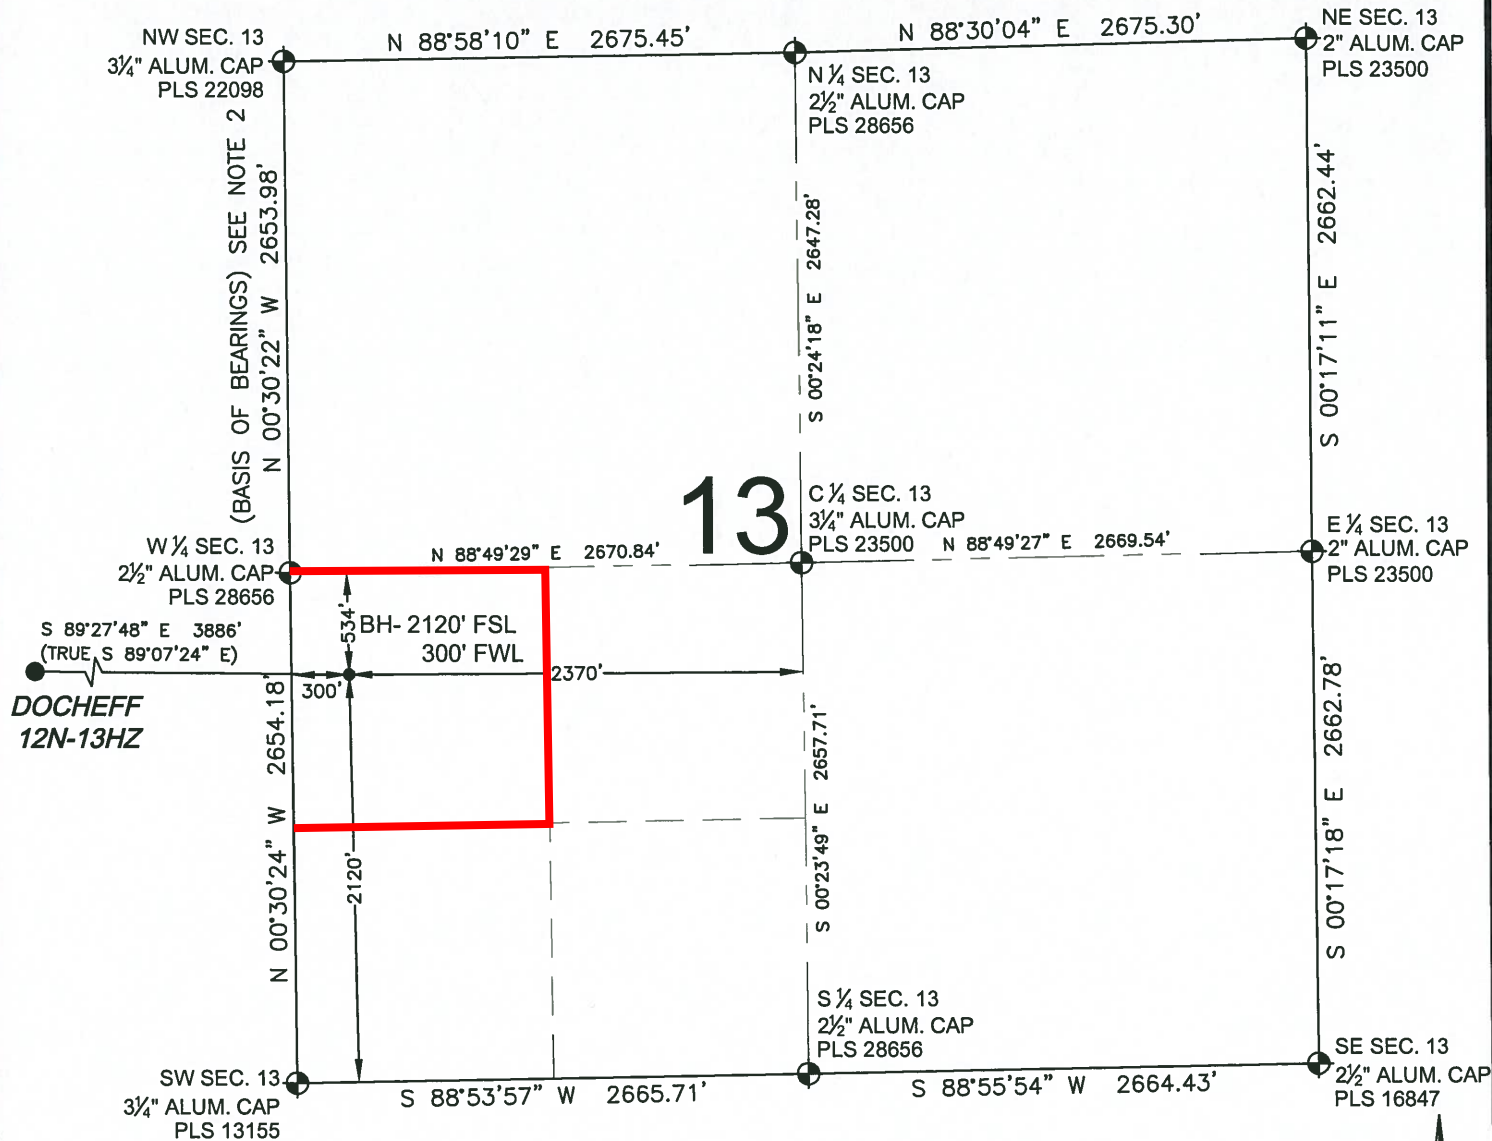 NW SEC. 13
3¼" ALUM. CAP
PLS 22098
N 88°58'10" E 2675.45'
N 88°30'04" E 2675.30'
NE SEC. 13
2" ALUM. CAP
PLS 23500
N ¼ SEC. 13
2½" ALUM. CAP
PLS 28656
(BASIS OF BEARINGS) SEE NOTE 2
N 00°30'22" W 2653.98'
S 00°24'18" E 2647.28'
S 00°17'11" E 2662.44'
13
C ¼ SEC. 13
3¼" ALUM. CAP
PLS 23500
W ¼ SEC. 13
2½" ALUM. CAP
PLS 28656
N 88°49'29" E 2670.84'
N 88°49'27" E 2669.54'
E ¼ SEC. 13
2" ALUM. CAP
PLS 23500
S 89°27'48" E 3886'
(TRUE S 89°07'24" E)
DOCHEFF
12N-13HZ
534'
BH- 2120' FSL
300' FWL
300'
2370'
2120'
N 00°30'24" W 2654.18'
S 00°23'49" E 2657.71'
S 00°17'18" E 2662.78'
S ¼ SEC. 13
2½" ALUM. CAP
PLS 28656
SW SEC. 13
3¼" ALUM. CAP
PLS 13155
S 88°53'57" W 2665.71'
S 88°55'54" W 2664.43'
SE SEC. 13
2½" ALUM. CAP
PLS 16847